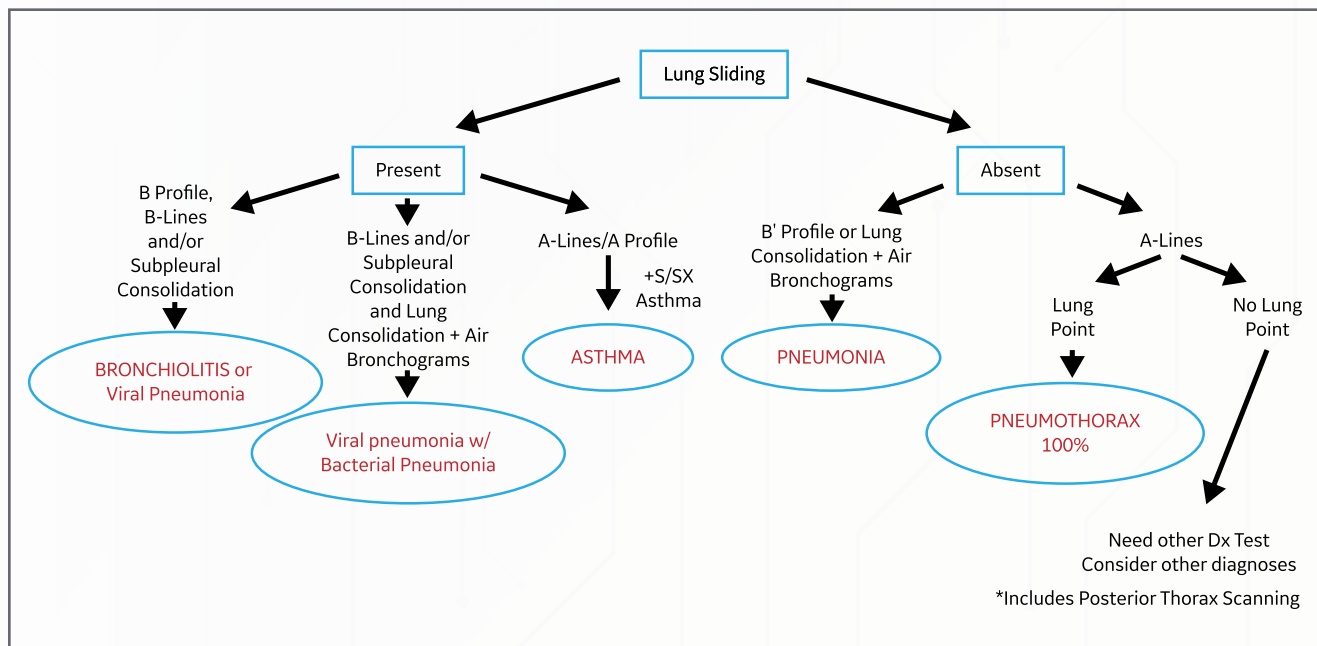 Lung Sliding
Present
Absent
B Profile,
B-Lines
and/or
Subpleural
Consolidation
BRONCHIOLITIS or
Viral Pneumonia
B-Lines and/or
Subpleural
Consolidation
and Lung
Consolidation + Air
Bronchograms
Viral pneumonia w/
Bacterial Pneumonia
A-Lines/A Profile
+S/SX
Asthma
ASTHMA
B' Profile or Lung
Consolidation + Air
Bronchograms
PNEUMONIA
A-Lines
Lung
Point
PNEUMOTHORAX
100%
No Lung
Point
Need other Dx Test
Consider other diagnoses
*Includes Posterior Thorax Scanning